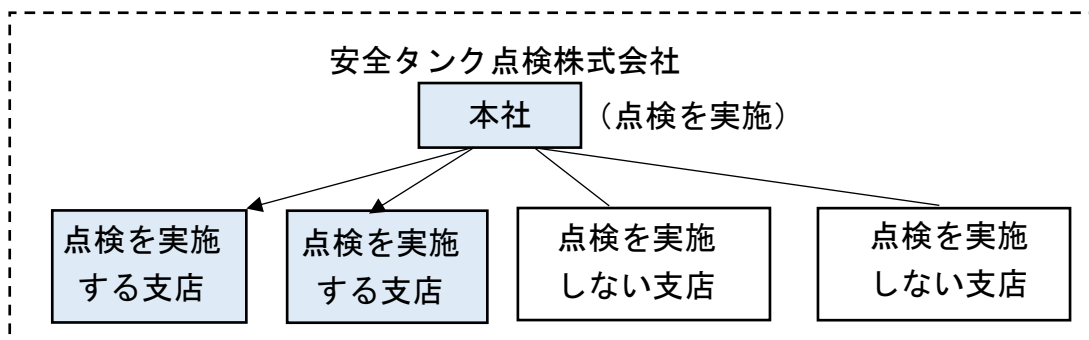 安全タンク点検株式会社
本社
（点検を実施）
点検を実施
する支店
点検を実施
する支店
点検を実施
しない支店
点検を実施
しない支店